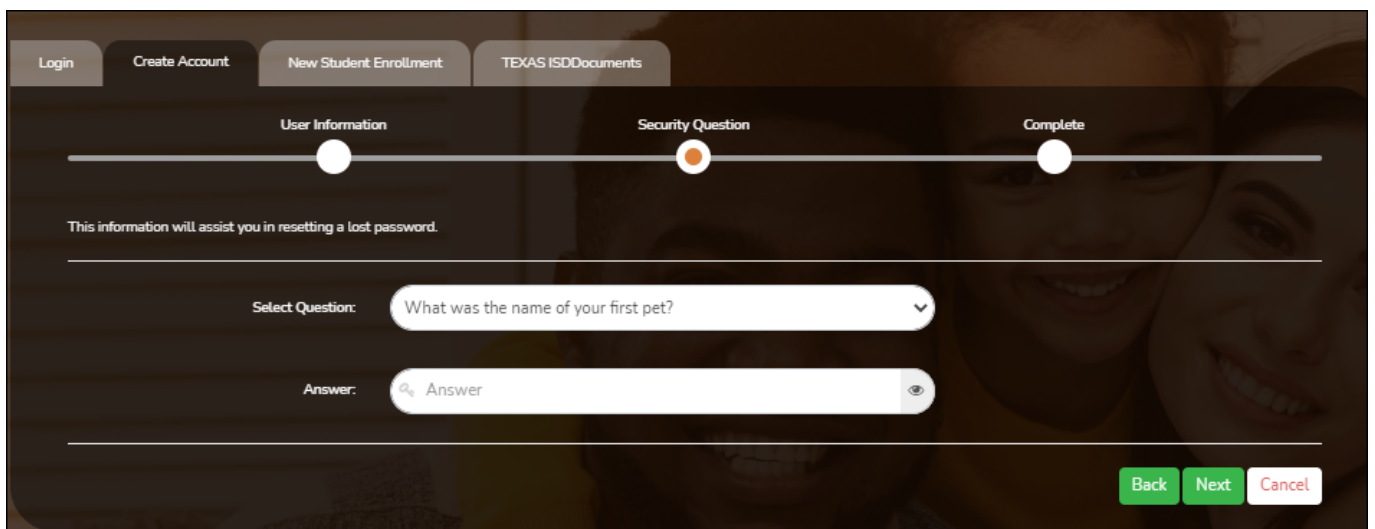 Login
Create Account
New Student Enrollment
TEXAS ISDDocuments
User Information
Security Question
Complete
This information will assist you in resetting a lost password.
Select Question:
What was the name of your first pet?
Answer:
Answer
Back
Next
Cancel